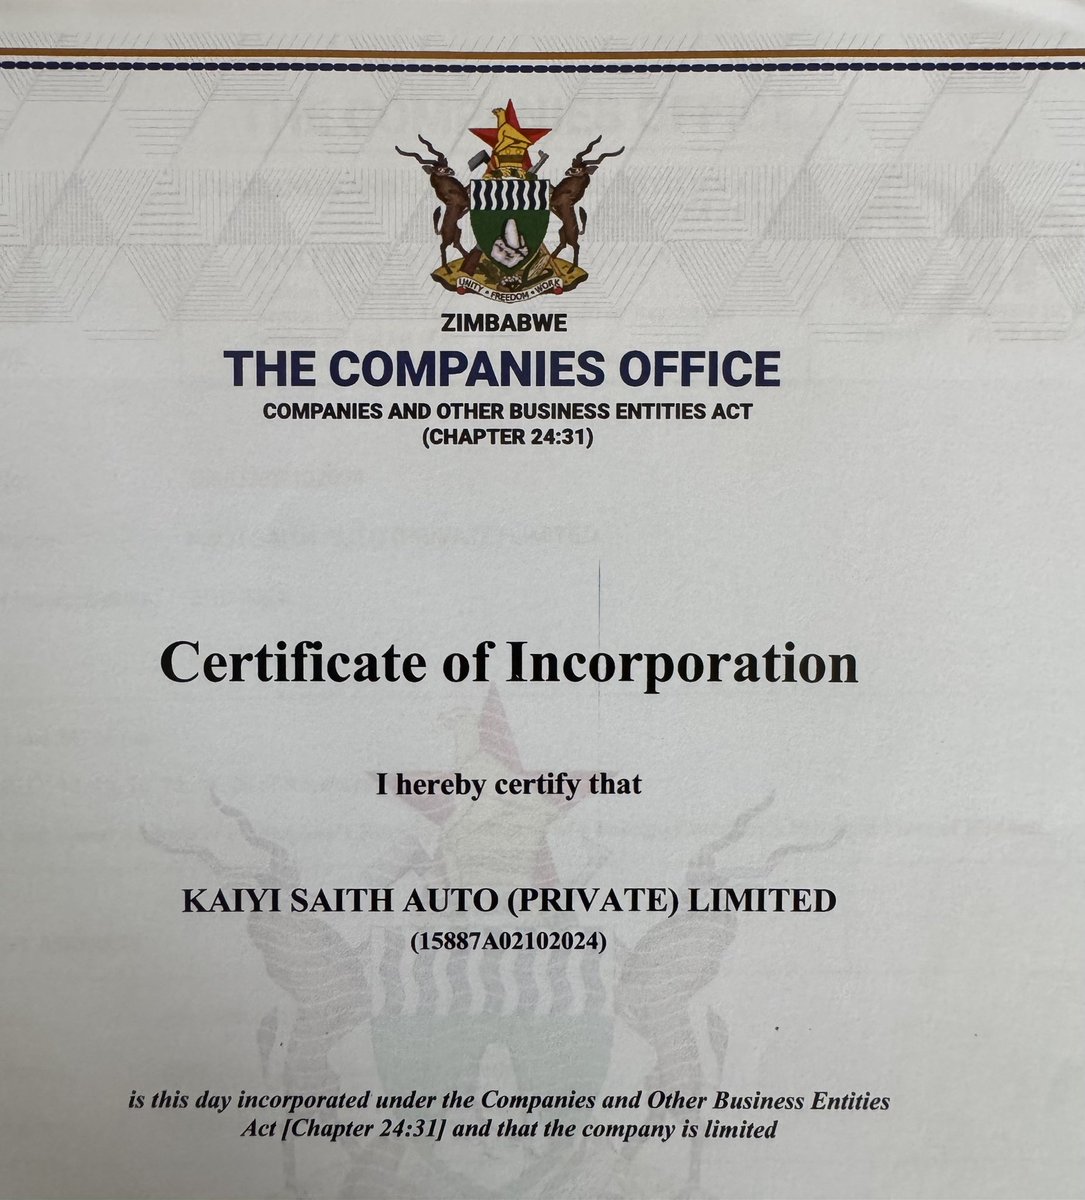 UNITY • FREEDOM • WORK
ZIMBABWE
THE COMPANIES OFFICE
COMPANIES AND OTHER BUSINESS ENTITIES ACT
(CHAPTER 24:31)
Certificate of Incorporation
I hereby certify that
KAIYI SAITH AUTO (PRIVATE) LIMITED
(15887A02102024)
is this day incorporated under the Companies and Other Business Entities
Act [Chapter 24:31] and that the company is limited